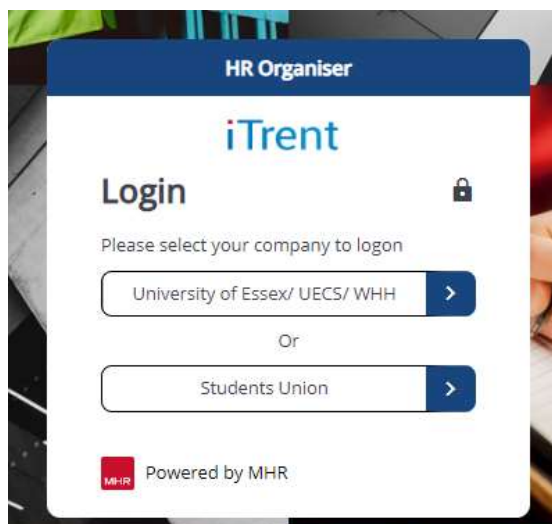 HR Organiser
iTrent
Login
Please select your company to logon
University of Essex/ UECS/ WHH
Or
Students Union
MHR Powered by MHR